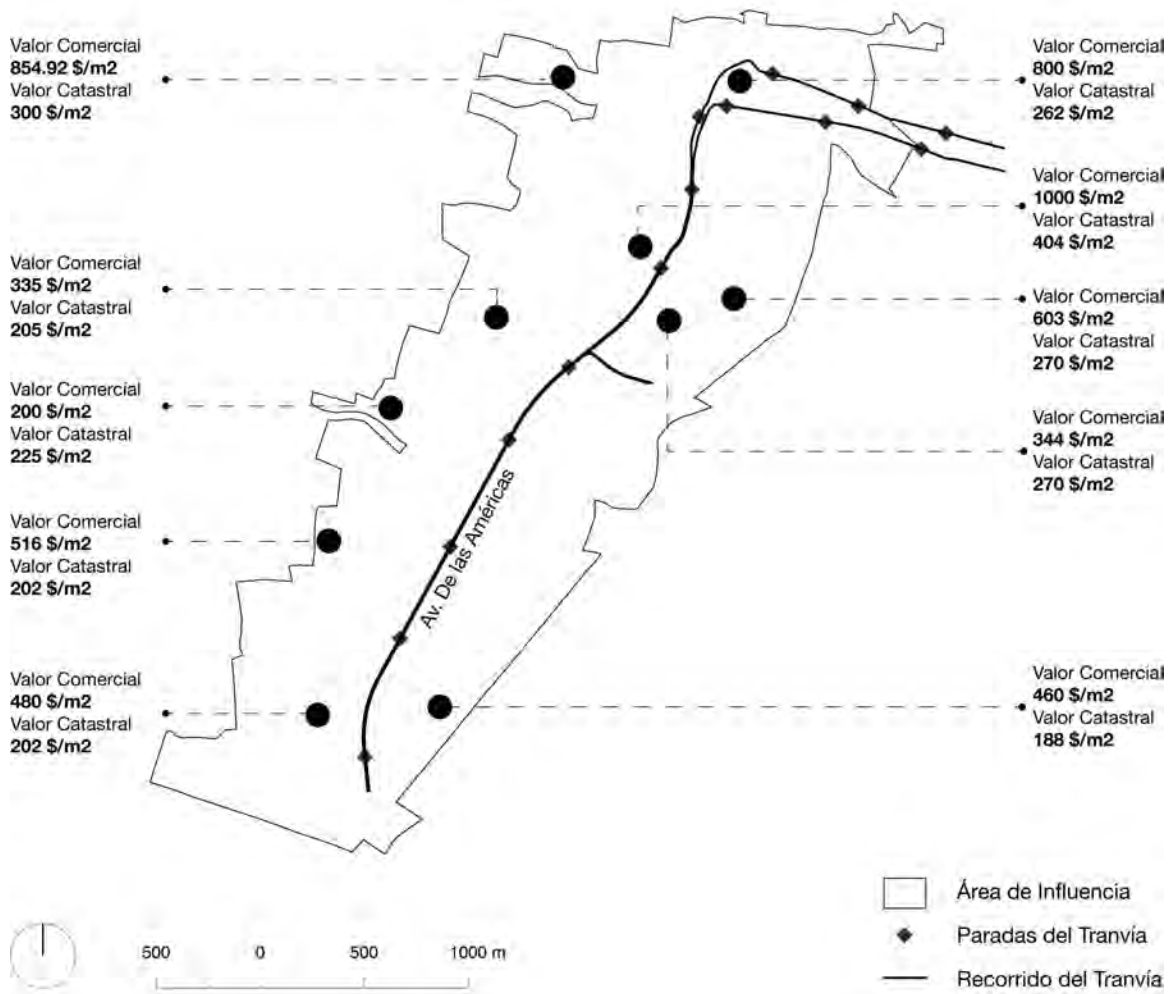 Valor Comercial
854.92 $/m2
Valor Catastral
300 $/m2
Valor Comercial
335 $/m2
Valor Catastral
205 $/m2
Valor Comercial
200 $/m2
Valor Catastral
225 $/m2
Valor Comercial
516 $/m2
Valor Catastral
202 $/m2
Valor Comercial
480 $/m2
Valor Catastral
202 $/m2
Valor Comercial
800 $/m2
Valor Catastral
262 $/m2
Valor Comercial
1000 $/m2
Valor Catastral
404 $/m2
Valor Comercial
603 $/m2
Valor Catastral
270 $/m2
Valor Comercial
344 $/m2
Valor Catastral
270 $/m2
Valor Comercial
460 $/m2
Valor Catastral
188 $/m2
Av. De las Américas
Área de Influencia
Paradas del Tranvía
Recorrido del Tranvía
500 0 500 1000 m